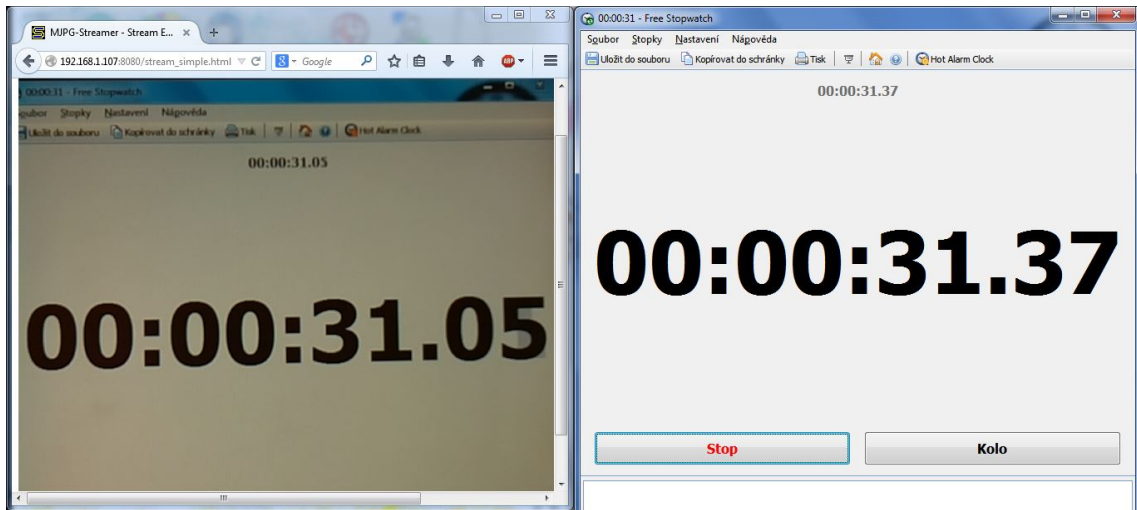 MJPG-Streamer - Stream E...
192.168.1.107:8080/stream_simple.html
Google
ABP
00:00:31 - Free Stopwatch
oubor Stopky Nastavení Nápověda
Uložit do souboru Kopírovat do schránky Tisk Hot Alarm Clock
00:00:31.05
00:00:31.05
00:00:31 - Free Stopwatch
Soubor Stopky Nastavení Nápověda
Uložit do souboru Kopírovat do schránky Tisk Hot Alarm Clock
00:00:31.37
00:00:31.37
Stop Kolo